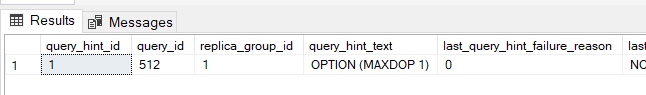 Results Messages
query_hint_id query_id replica_group_id query_hint_text last_query_hint_failure_reason
1 1 512 1 OPTION (MAXDOP 1) 0